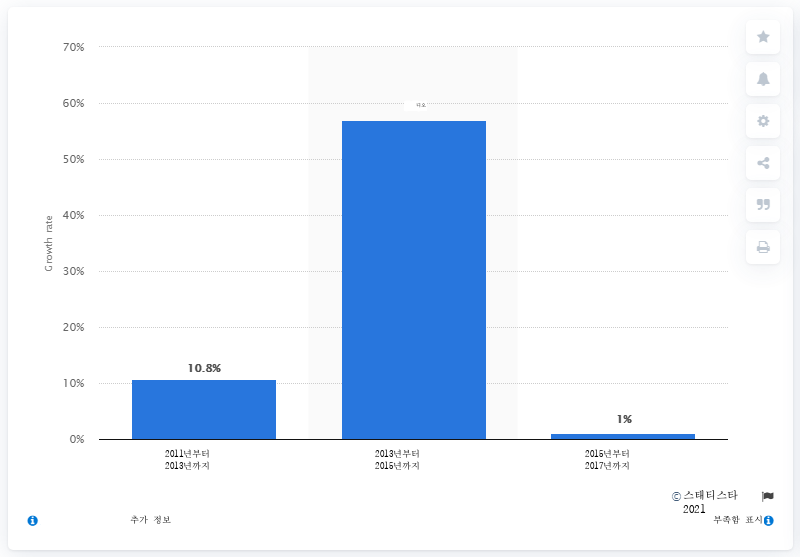 70%
60%
50%
40%
30%
20%
10%
0%
Growth rate
10.8%
1%
2011년부터
2013년까지
2013년부터
2015년까지
2015년부터
2017년까지
© 스태티스타
2021
추가 정보
부족함 표시